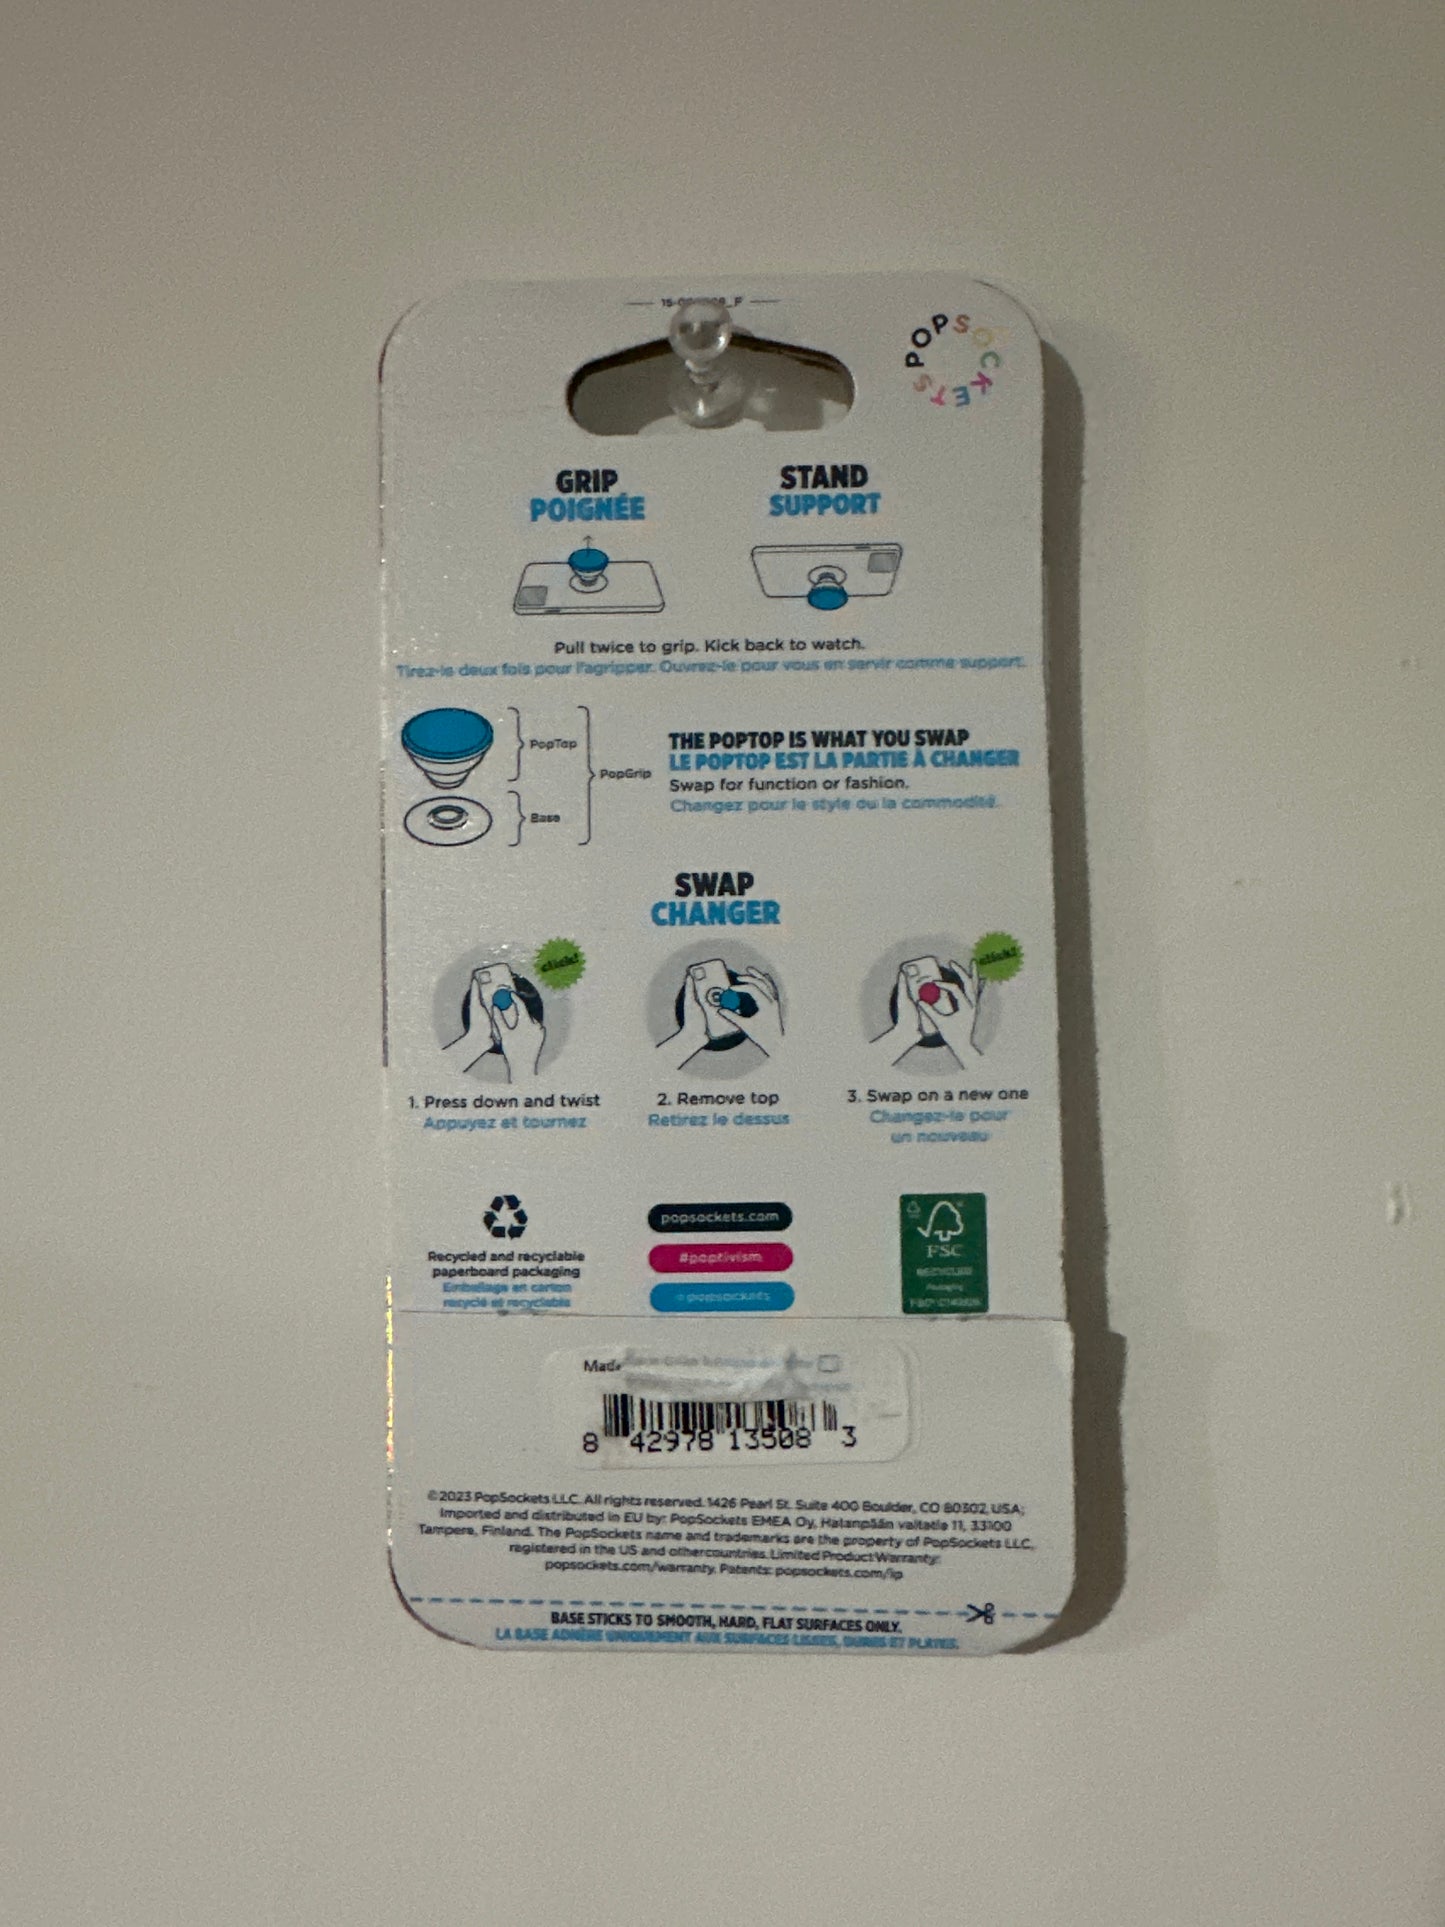 POPSOCKETS
GRIP
POIGNÉE
STAND
SUPPORT
Pull twice to grip. Kick back to watch.
Tirez-le deux fois pour l'agripper. Ouvrez-le pour vous en servir comme support.
PopTop
PopGrip
Base
THE POPTOP IS WHAT YOU SWAP
LE POPTOP EST LA PARTIE À CHANGER
Swap for function or fashion.
Changez pour le style ou la commodité.
SWAP
CHANGER
click!
click!
1. Press down and twist
Appuyez et tournez
2. Remove top
Retirez le dessus
3. Swap on a new one
Changez-le pour
un nouveau
Recycled and recyclable
paperboard packaging
Emballage en carton
recyclé et recyclable
popsockets.com
#poptivism
@popsockets
FSC
RECYCLED
Packaging
Made
8 42978 13508 3
©2023 PopSockets LLC. All rights reserved. 1426 Pearl St. Suite 400 Boulder, CO 80302, USA;
Imported and distributed in EU by: PopSockets EMEA Oy, Hatanpään valtatie 11, 33100
Tampere, Finland. The PopSockets name and trademarks are the property of PopSockets LLC,
registered in the US and othercountries. Limited Product Warranty:
popsockets.com/warranty. Patents: popsockets.com/ip
BASE STICKS TO SMOOTH, HARD, FLAT SURFACES ONLY.
LA BASE ADHÈRE UNIQUEMENT AUX SURFACES LISSES, DURES ET PLATES.